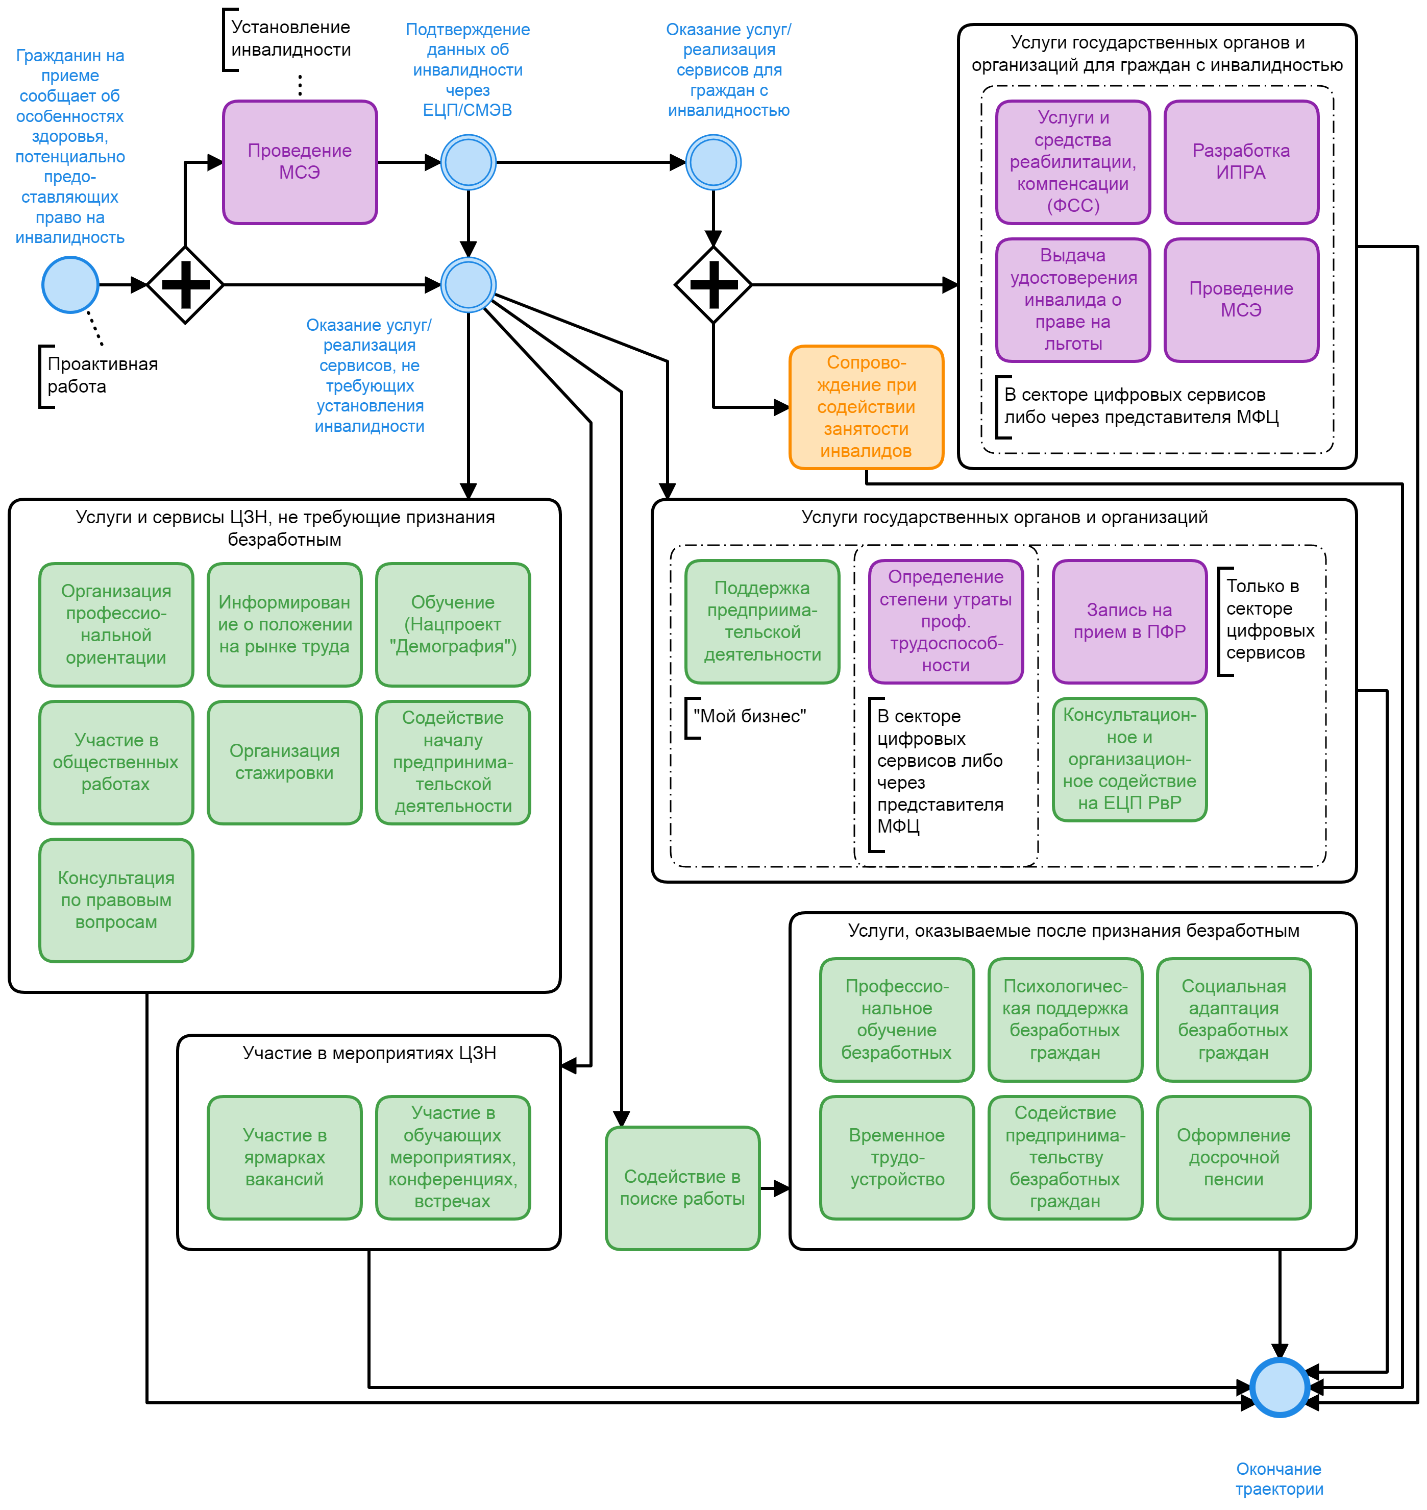 Гражданин на
приеме
сообщает об
особенностях
здоровья,
потенциально
предо-
ставляющих
право на
инвалидность
Установление
инвалидности
Подтверждение
данных об
инвалидности
через
ЕЦП/СМЭВ
Оказание услуг/
реализация
сервисов для
граждан с
инвалидностью
Проведение
МСЭ
Проактивная
работа
Оказание услуг/
реализация
сервисов, не
требующих
установления
инвалидности
Услуги государственных органов и
организаций для граждан с инвалидностью
Услуги и
средства
реабилитации,
компенсации
(ФСС)
Разработка
ИПРА
Выдача
удостоверения
инвалида о
праве на
льготы
Проведение
МСЭ
В секторе цифровых сервисов
либо через представителя МФЦ
Сопрово-
ждение при
содействии
занятости
инвалидов
Услуги и сервисы ЦЗН, не требующие признания
безработным
Организация
профессио-
нальной
ориентации
Информирован
ие о положении
на рынке труда
Обучение
(Нацпроект
"Демография")
Участие в
общественных
работах
Организация
стажировки
Содействие
началу
предпринима-
тельской
деятельности
Консультация
по правовым
вопросам
Услуги государственных органов и организаций
Поддержка
предприима-
тельской
деятельности
"Мой бизнес"
Определение
степени утраты
проф.
трудоспособ-
ности
В секторе
цифровых
сервисов либо
через
представителя
МФЦ
Запись на
прием в ПФР
Только в
секторе
цифровых
сервисов
Консультацион-
ное и
организацион-
ное содействие
на ЕЦП РвР
Участие в мероприятиях ЦЗН
Участие в
ярмарках
вакансий
Участие в
обучающих
мероприятиях,
конференциях,
встречах
Содействие в
поиске работы
Услуги, оказываемые после признания безработным
Профессио-
нальное
обучение
безработных
Психологичес-
кая поддержка
безработных
граждан
Социальная
адаптация
безработных
граждан
Временное
трудо-
устройство
Содействие
предпринима-
тельству
безработных
граждан
Оформление
досрочной
пенсии
Окончание
траектории